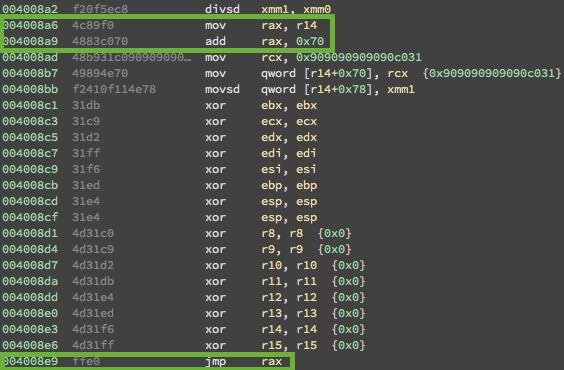 004008a2 f20f5ec8 divsd xmm1, xmm0
004008a6 4c89f0 mov rax, r14
004008a9 4883c070 add rax, 0x70
004008ad 48b931c090909090… mov rcx, 0x909090909090c031
004008b7 49894e70 mov qword [r14+0x70], rcx {0x909090909090c031}
004008bb f2410f114e78 movsd qword [r14+0x78], xmm1
004008c1 31db xor ebx, ebx
004008c3 31c9 xor ecx, ecx
004008c5 31d2 xor edx, edx
004008c7 31ff xor edi, edi
004008c9 31f6 xor esi, esi
004008cb 31ed xor ebp, ebp
004008cd 31e4 xor esp, esp
004008cf 31e4 xor esp, esp
004008d1 4d31c0 xor r8, r8 {0x0}
004008d4 4d31c9 xor r9, r9 {0x0}
004008d7 4d31d2 xor r10, r10 {0x0}
004008da 4d31db xor r11, r11 {0x0}
004008dd 4d31e4 xor r12, r12 {0x0}
004008e0 4d31ed xor r13, r13 {0x0}
004008e3 4d31f6 xor r14, r14 {0x0}
004008e6 4d31ff xor r15, r15 {0x0}
004008e9 ffe0 jmp rax